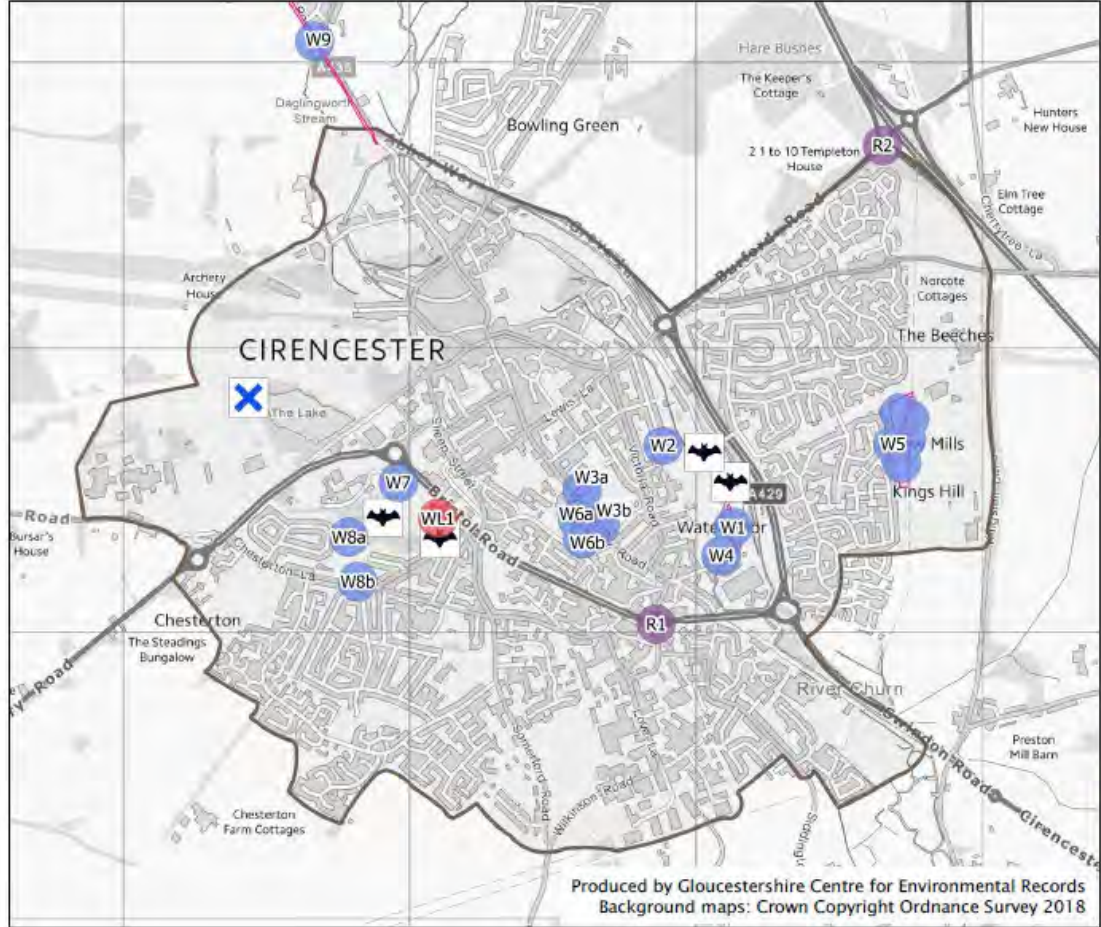 W9
A435
Daglingworth
Stream
Hare Bushes
The Keeper's
Cottage
Hunters
New House
Bowling Green
2 1 to 10 Templeton
House
R2
Elm Tree
Cottage
Cherrytree La
Burford Road
Archery
House
Norcote
Cottages
The Beeches
CIRENCESTER
The Lake
Lewis La
Sheep Street
Victoria Road
W2
W5
Mills
Kings Hill
A429
W7
W3a
W6a
W3b
W6b
Road
W1
W4
WL1
Bristol Road
W8a
W8b
Road
Bursar's
House
Chesterton La
Chesterton
The Steadings
Bungalow
R1
River Churn
Swindon Road
Preston
Mill Barn
Somerford Road
Wilkinson Road
Chesterton
Farm Cottages
Produced by Gloucestershire Centre for Environmental Records
Background maps: Crown Copyright Ordnance Survey 2018